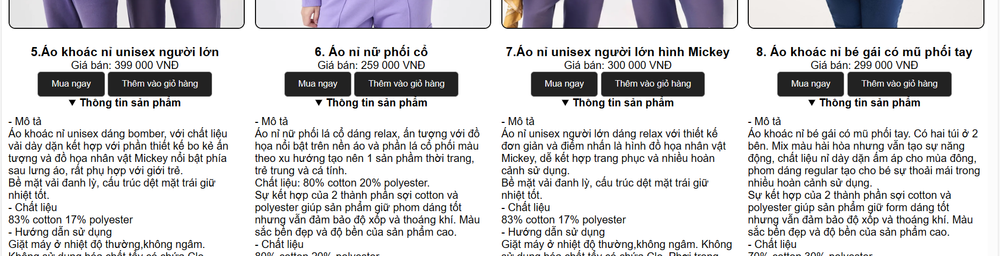 5.Áo khoác nỉ unisex người lớn
Giá bán: 399 000 VNĐ
Mua ngay
Thêm vào giỏ hàng
▼ Thông tin sản phẩm
- Mô tả
Áo khoác nỉ unisex dáng bomber, với chất liệu
vải dày dặn kết hợp với phần thiết kế bo kẻ ấn
tượng và đồ họa nhân vật Mickey nổi bật phía
sau lưng áo, rất phụ hợp với giới trẻ.
Bề mặt vải đanh lỳ, cấu trúc dệt mặt trái giữ
nhiệt tốt.
- Chất liệu
83% cotton 17% polyester
- Hướng dẫn sử dụng
Giặt máy ở nhiệt độ thường,không ngâm.
Không sử dụng hóa chất tẩy có chứa Clo.
6. Áo nỉ nữ phối cổ
Giá bán: 259 000 VNĐ
Mua ngay
Thêm vào giỏ hàng
▼ Thông tin sản phẩm
- Mô tả
Áo nỉ nữ phối lá cổ dáng relax, ấn tượng với đồ
họa nổi bật trên nền áo và phần lá cổ phối màu
theo xu hướng tạo nên 1 sản phầm thời trang,
trẻ trung và cá tính.
Chất liệu: 80% cotton 20% polyester.
Sự kết hợp của 2 thành phần sợi cotton và
polyester giúp sản phẩm giữ phom dáng tốt
nhưng vẫn đảm bảo độ xốp và thoáng khí. Màu
sắc bền đẹp và độ bền của sản phẩm cao.
- Chất liệu
80% cotton 20% polyester
7.Áo nỉ unisex người lớn hình Mickey
Giá bán: 300 000 VNĐ
Mua ngay
Thêm vào giỏ hàng
▼ Thông tin sản phẩm
- Mô tả
Áo nỉ unisex người lớn dáng relax với thiết kế
đơn giản và điểm nhấn là hình đồ họa nhân vật
Mickey, dễ kết hợp trang phục và nhiều hoàn
cảnh sử dụng.
Bề mặt vải đanh lỳ, cấu trúc dệt mặt trái giữ
nhiệt tốt.
- Chất liệu
83% cotton 17% polyester
- Hướng dẫn sử dụng
Giặt máy ở nhiệt độ thường,không ngâm. Không
sử dụng hóa chất tẩy có chứa Clo. Phơi trong
8. Áo khoác nỉ bé gái có mũ phối tay
Giá bán: 299 000 VNĐ
Mua ngay
Thêm vào giỏ hàng
▼ Thông tin sản phẩm
- Mô tả
Áo khoác nỉ bé gái có mũ phối tay. Có hai túi ở 2
bên. Mix màu hài hòa nhưng vẫn tạo sự năng
động, chất liệu nỉ dày dặn ấm áp cho mùa đông,
phom dáng regular tạo cho bé sự thoải mái trong
nhiều hoàn cảnh sử dụng.
Sự kết hợp của 2 thành phần sợi cotton và
polyester giúp sản phẩm giữ form dáng tốt
nhưng vẫn đảm bảo độ xốp và thoáng khí. Màu
sắc bền đẹp và độ bền của sản phẩm cao.
- Chất liệu
70% cotton 30% polyester